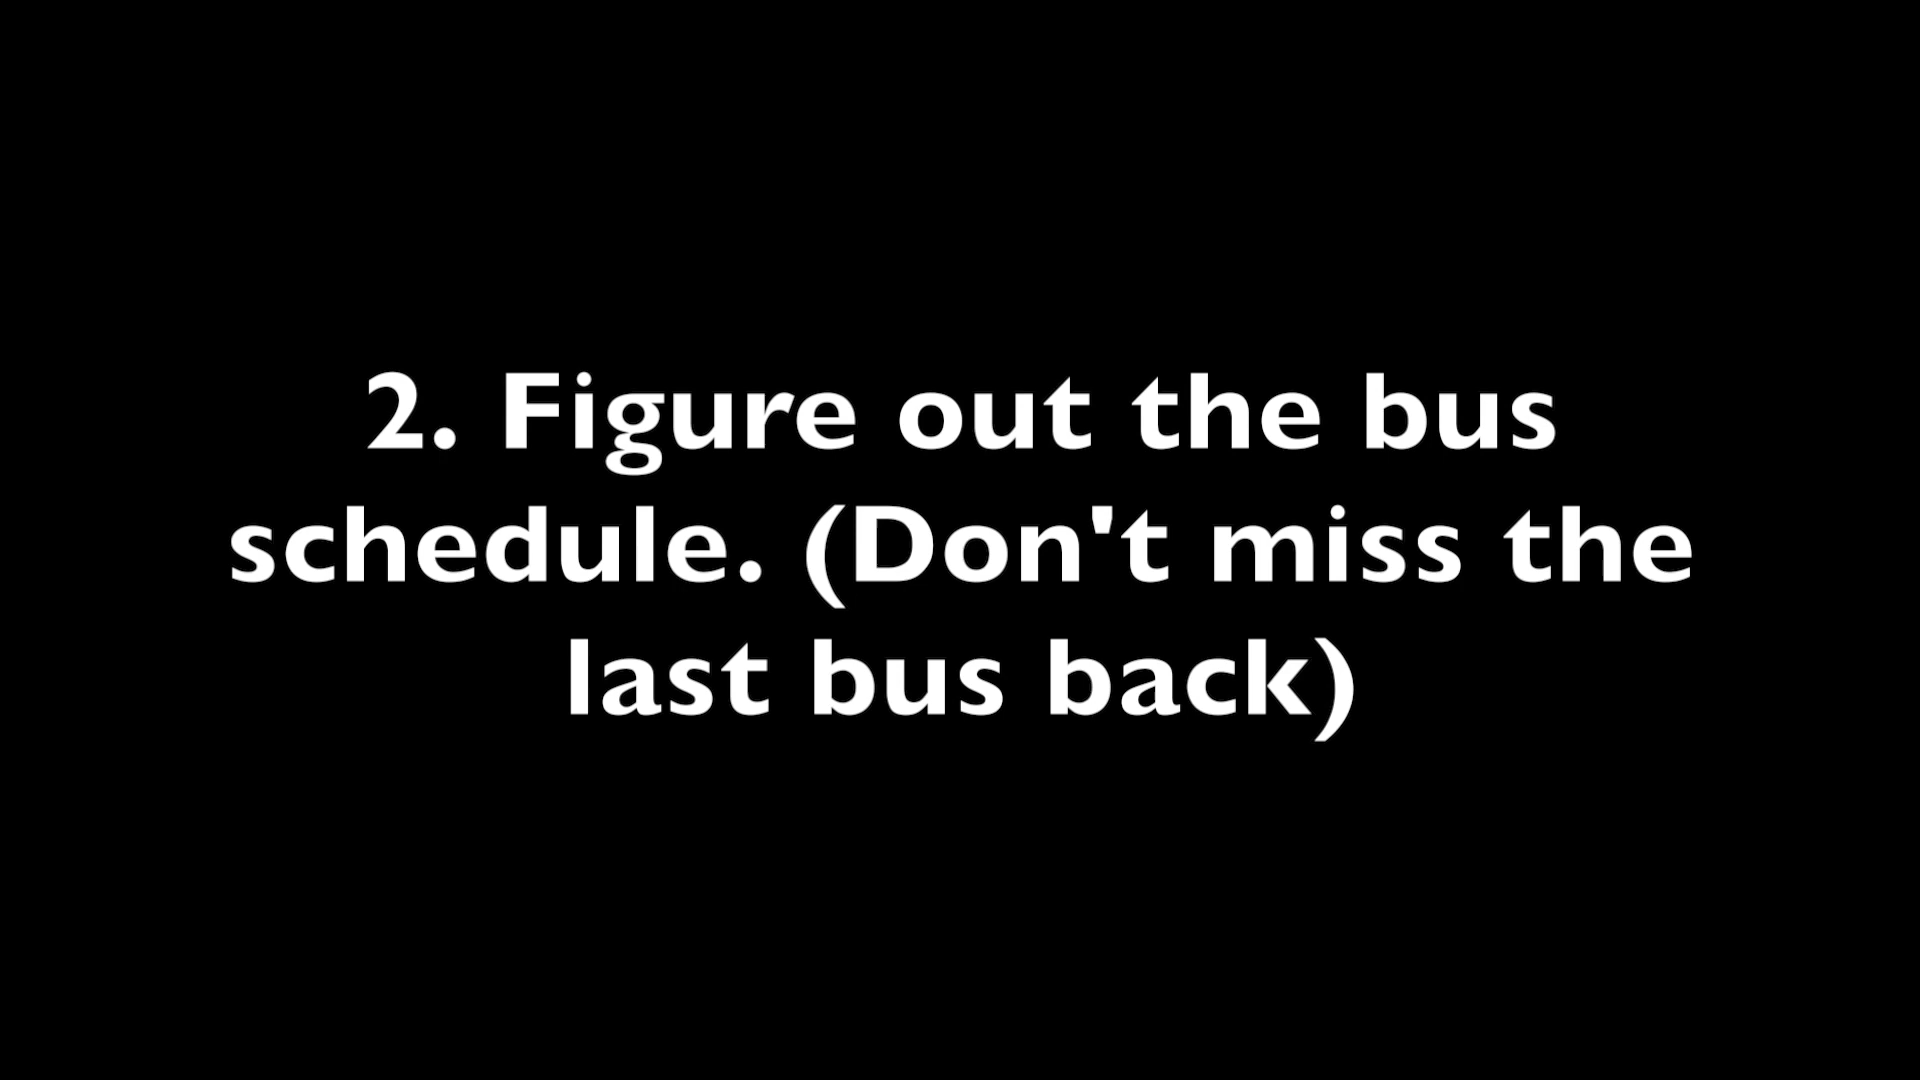 2. Figure out the bus
schedule. (Don't miss the
last bus back)